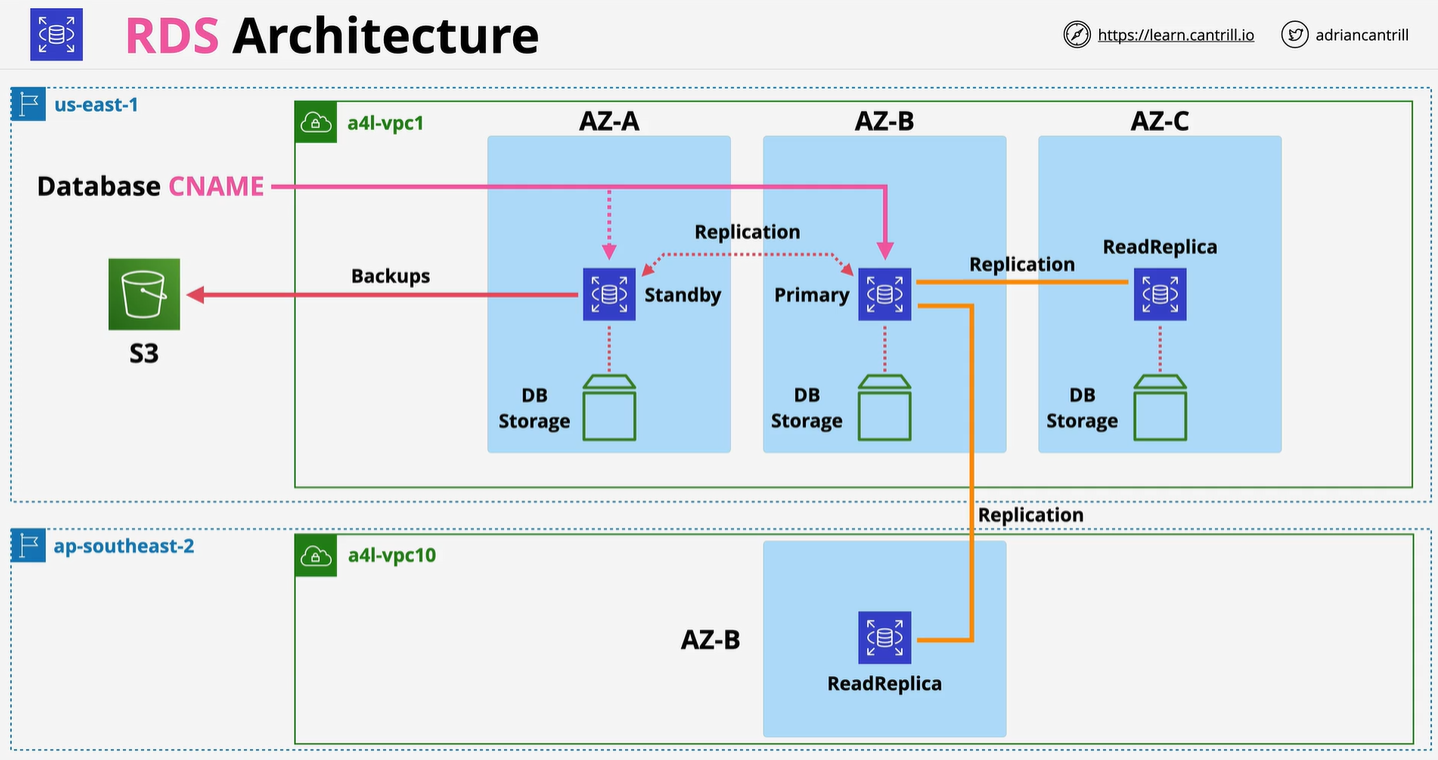 RDS Architecture
https://learn.cantrill.io
adriancantrill
us-east-1
a4l-vpc1
AZ-A
AZ-B
AZ-C
Database CNAME
Replication
ReadReplica
Replication
Backups
Standby
Primary
S3
DB
Storage
DB
Storage
DB
Storage
Replication
ap-southeast-2
a4l-vpc10
AZ-B
ReadReplica